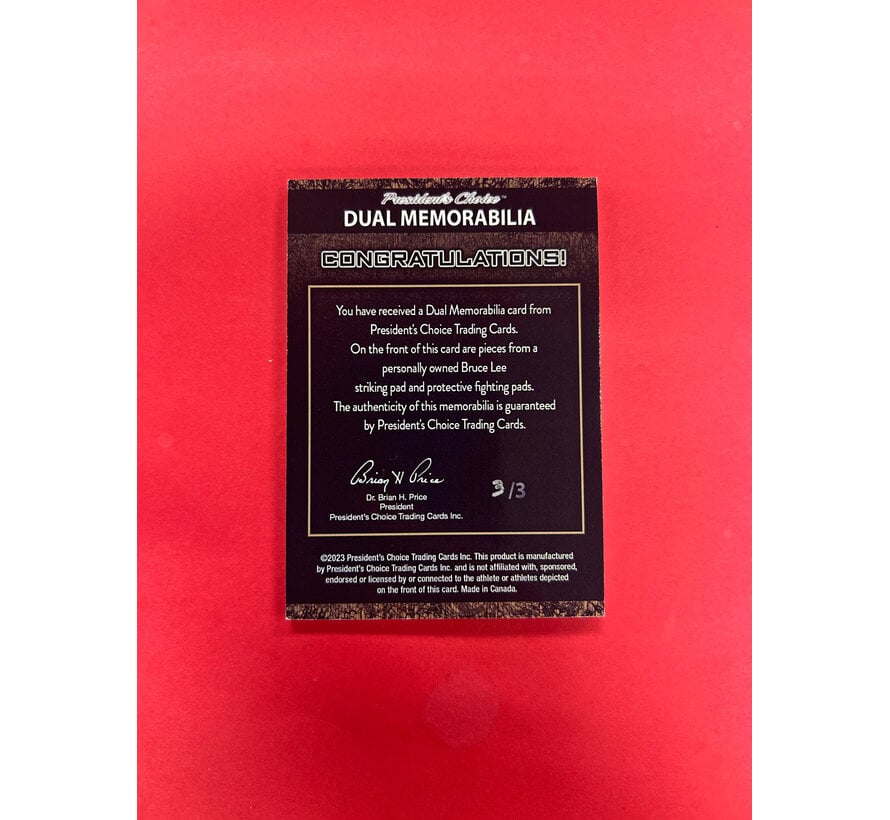 President's Choice™
DUAL MEMORABILIA
CONGRATULATIONS!
You have received a Dual Memorabilia card from
President's Choice Trading Cards.
On the front of this card are pieces from a
personally owned Bruce Lee
striking pad and protective fighting pads.
The authenticity of this memorabilia is guaranteed
by President's Choice Trading Cards.
Brian H Price
3/3
Dr. Brian H. Price
President
President's Choice Trading Cards Inc.
©2023 President's Choice Trading Cards Inc. This product is manufactured
by President's Choice Trading Cards Inc. and is not affiliated with, sponsored,
endorsed or licensed by or connected to the athlete or athletes depicted
on the front of this card. Made in Canada.